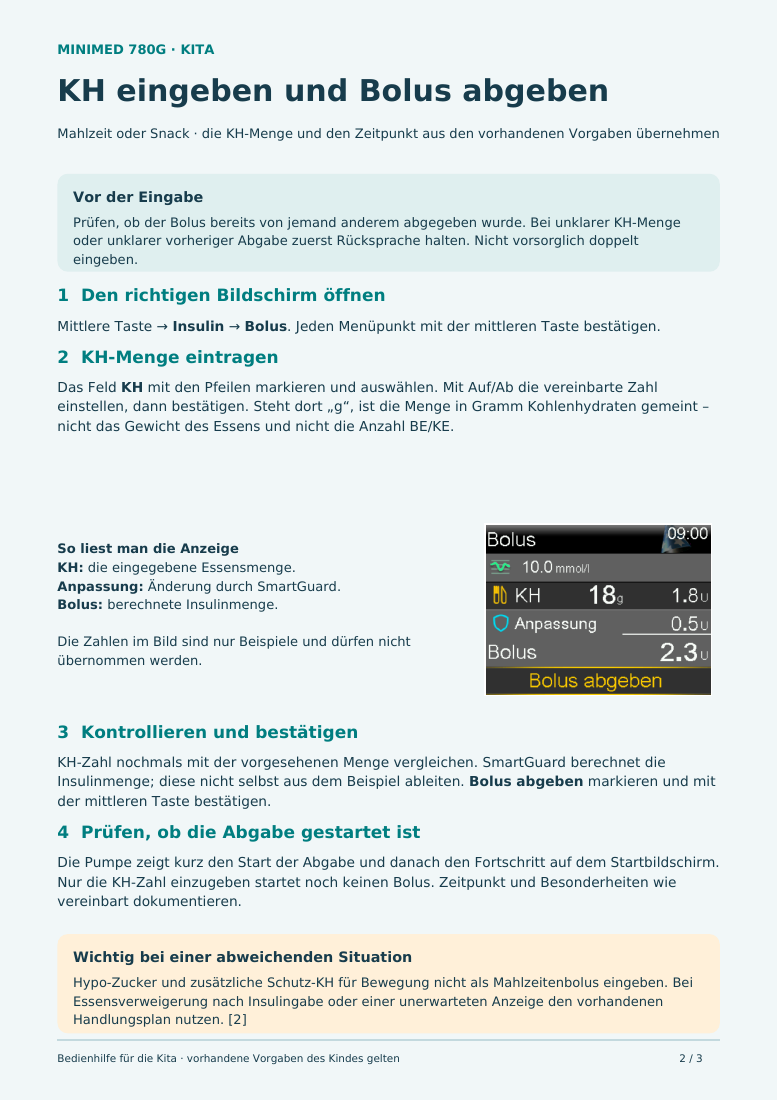 MINIMED 780G · KITA
KH eingeben und Bolus abgeben
Mahlzeit oder Snack · die KH-Menge und den Zeitpunkt aus den vorhandenen Vorgaben übernehmen
Vor der Eingabe
Prüfen, ob der Bolus bereits von jemand anderem abgegeben wurde. Bei unklarer KH-Menge
oder unklarer vorheriger Abgabe zuerst Rücksprache halten. Nicht vorsorglich doppelt
eingeben.
1 Den richtigen Bildschirm öffnen
Mittlere Taste → Insulin → Bolus. Jeden Menüpunkt mit der mittleren Taste bestätigen.
2 KH-Menge eintragen
Das Feld KH mit den Pfeilen markieren und auswählen. Mit Auf/Ab die vereinbarte Zahl
einstellen, dann bestätigen. Steht dort „g“, ist die Menge in Gramm Kohlenhydraten gemeint –
nicht das Gewicht des Essens und nicht die Anzahl BE/KE.
So liest man die Anzeige
KH: die eingegebene Essensmenge.
Anpassung: Änderung durch SmartGuard.
Bolus: berechnete Insulinmenge.
Die Zahlen im Bild sind nur Beispiele und dürfen nicht
übernommen werden.
Bolus 09:00
10.0 mmol/l
KH 18g 1.8U
Anpassung 0.5U
Bolus 2.3U
Bolus abgeben
3 Kontrollieren und bestätigen
KH-Zahl nochmals mit der vorgesehenen Menge vergleichen. SmartGuard berechnet die
Insulinmenge; diese nicht selbst aus dem Beispiel ableiten. Bolus abgeben markieren und mit
der mittleren Taste bestätigen.
4 Prüfen, ob die Abgabe gestartet ist
Die Pumpe zeigt kurz den Start der Abgabe und danach den Fortschritt auf dem Startbildschirm.
Nur die KH-Zahl einzugeben startet noch keinen Bolus. Zeitpunkt und Besonderheiten wie
vereinbart dokumentieren.
Wichtig bei einer abweichenden Situation
Hypo-Zucker und zusätzliche Schutz-KH für Bewegung nicht als Mahlzeitenbolus eingeben. Bei
Essensverweigerung nach Insulingabe oder einer unerwarteten Anzeige den vorhandenen
Handlungsplan nutzen. [2]
Bedienhilfe für die Kita · vorhandene Vorgaben des Kindes gelten 2 / 3